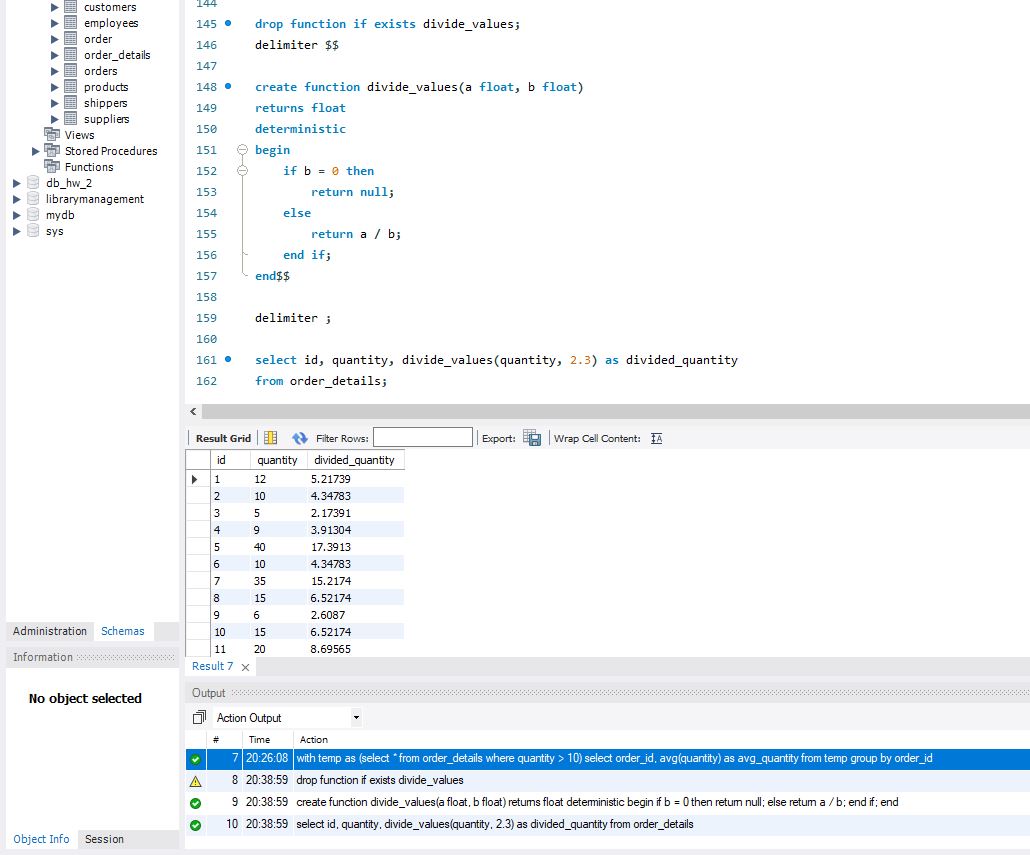 customers
employees
order
order_details
orders
products
shippers
suppliers
Views
Stored Procedures
Functions
db_hw_2
librarymanagement
mydb
sys
Administration Schemas
Information
No object selected
Object Info Session
144
145 drop function if exists divide_values;
146 delimiter $$
147
148 create function divide_values(a float, b float)
149 returns float
150 deterministic
151 begin
152 if b = 0 then
153 return null;
154 else
155 return a / b;
156 end if;
157 end$$
158
159 delimiter ;
160
161 select id, quantity, divide_values(quantity, 2.3) as divided_quantity
162 from order_details;
Result Grid Filter Rows: Export: Wrap Cell Content: IA
id quantity divided_quantity
1 12 5.21739
2 10 4.34783
3 5 2.17391
4 9 3.91304
5 40 17.3913
6 10 4.34783
7 35 15.2174
8 15 6.52174
9 6 2.6087
10 15 6.52174
11 20 8.69565
Result 7
Output
Action Output
# Time Action
7 20:26:08 with temp as (select * from order_details where quantity > 10) select order_id, avg(quantity) as avg_quantity from temp group by order_id
8 20:38:59 drop function if exists divide_values
9 20:38:59 create function divide_values(a float, b float) returns float deterministic begin if b = 0 then return null; else return a / b; end if; end
10 20:38:59 select id, quantity, divide_values(quantity, 2.3) as divided_quantity from order_details